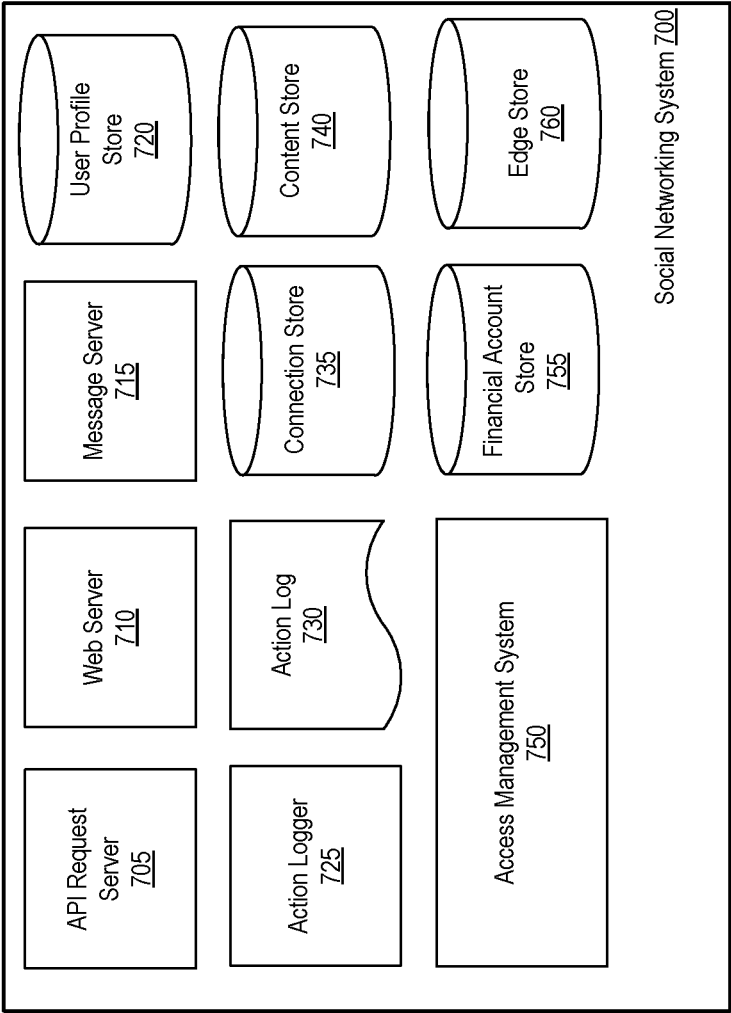 API Request
Server
705
Web Server
710
Message Server
715
User Profile
Store
720
Action Logger
725
Action Log
730
Connection Store
735
Content Store
740
Access Management System
750
Financial Account
Store
755
Edge Store
760
Social Networking System 700